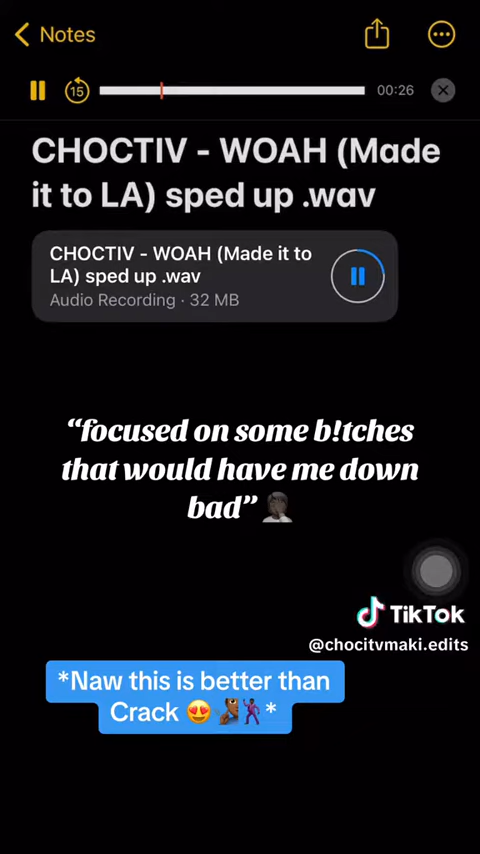 Notes
15
00:26
CHOCTIV - WOAH (Made
it to LA) sped up .wav
CHOCTIV - WOAH (Made it to
LA) sped up .wav
Audio Recording · 32 MB
“focused on some b!tches
that would have me down
bad” 🤦🏿
TikTok
@chocitvmaki.edits
*Naw this is better than
Crack 😍🗣🕺🏿*